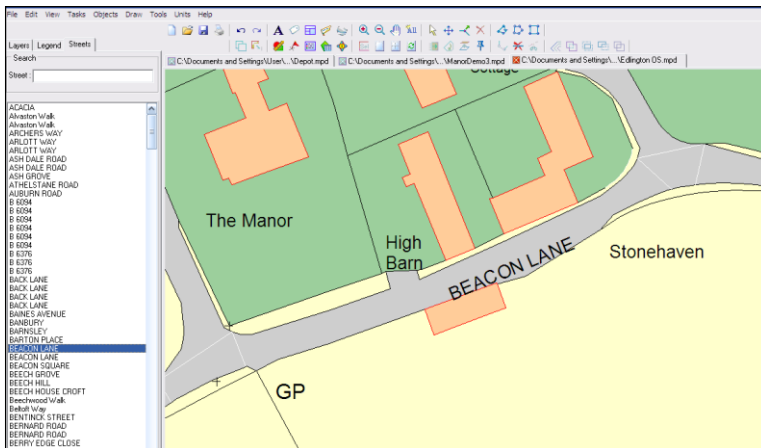 File Edit View Tasks Objects Draw Tools Units Help
Layers Legend Streets
Search
Street:
C:\Documents and Settings\User\...\Depot.mpd C:\Documents and Settings\...\ManorDemo3.mpd C:\Documents and Settings\...\Edlington OS.mpd
ACACIA
Alvaston Walk
Alvaston Walk
ARCHERS WAY
ARLOTT WAY
ARLOTT WAY
ASH DALE ROAD
ASH DALE ROAD
ASH GROVE
ATHELSTANE ROAD
AUBURN ROAD
B 6094
B 6094
B 6094
B 6094
B 6094
B 6094
B 6376
B 6376
B 6376
BACK LANE
BACK LANE
BACK LANE
BACK LANE
BAINES AVENUE
BANBURY
BARNSLEY
BARTON PLACE
BEACON LANE
BEACON LANE
BEACON SQUARE
BEECH GROVE
BEECH HILL
BEECH HOUSE CROFT
Beechwood Walk
Beltoft Way
BENTINCK STREET
BERNARD ROAD
BERNARD ROAD
BERRY EDGE CLOSE
Cottage
The Manor
High
Barn
BEACON LANE
Stonehaven
GP